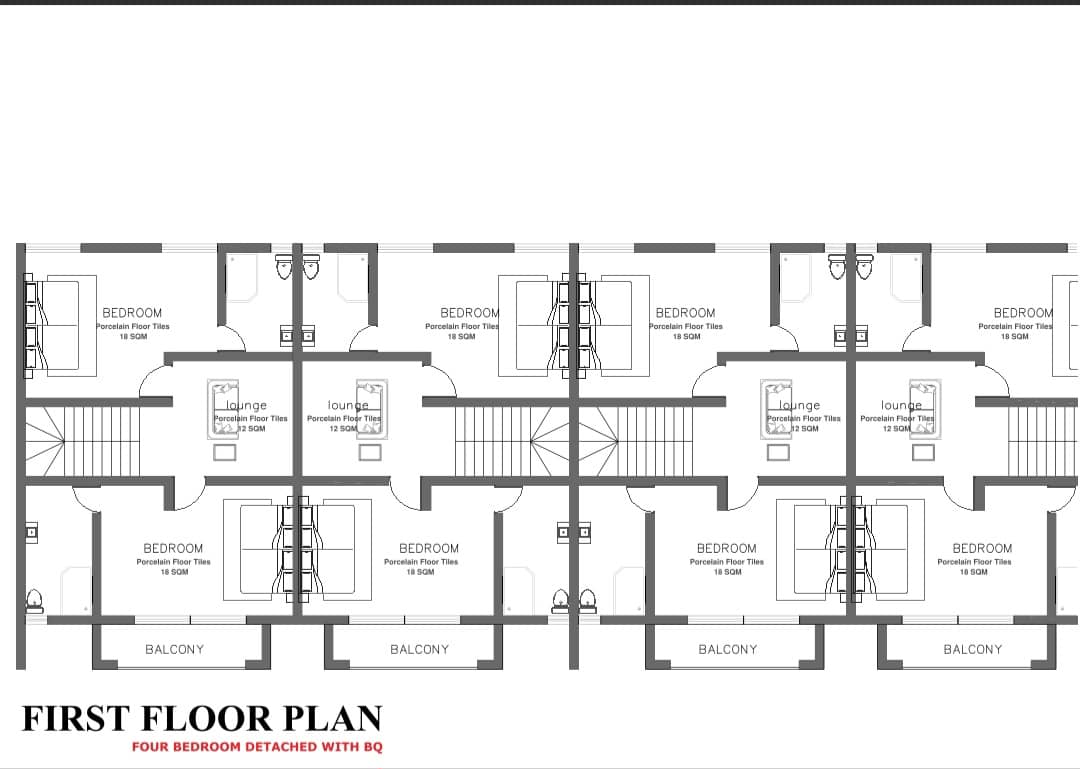 BEDROOM
Porcelain Floor Tiles
18 SQM
BEDROOM
Porcelain Floor Tiles
18 SQM
BEDROOM
Porcelain Floor Tiles
18 SQM
BEDROOM
Porcelain Floor Tiles
18 SQM
lounge
Porcelain Floor Tiles
12 SQM
lounge
Porcelain Floor Tiles
12 SQM
lounge
Porcelain Floor Tiles
12 SQM
lounge
Porcelain Floor Tiles
12 SQM
BEDROOM
Porcelain Floor Tiles
18 SQM
BEDROOM
Porcelain Floor Tiles
18 SQM
BEDROOM
Porcelain Floor Tiles
18 SQM
BEDROOM
Porcelain Floor Tiles
18 SQM
BALCONY
BALCONY
BALCONY
BALCONY
FIRST FLOOR PLAN
FOUR BEDROOM DETACHED WITH BQ